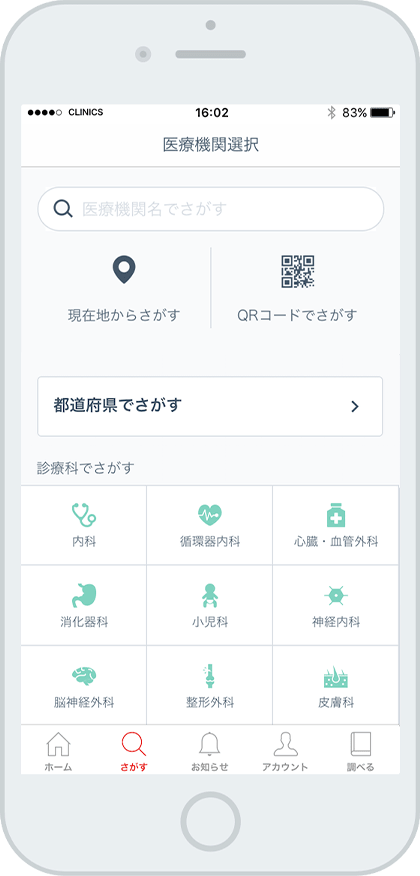 CLINICS 16:02 83%
医療機関選択
医療機関名でさがす
現在地からさがす QRコードでさがす
都道府県でさがす
診療科でさがす
内科 循環器内科 心臓・血管外科
消化器科 小児科 神経内科
脳神経外科 整形外科 皮膚科
ホーム さがす お知らせ アカウント 調べる